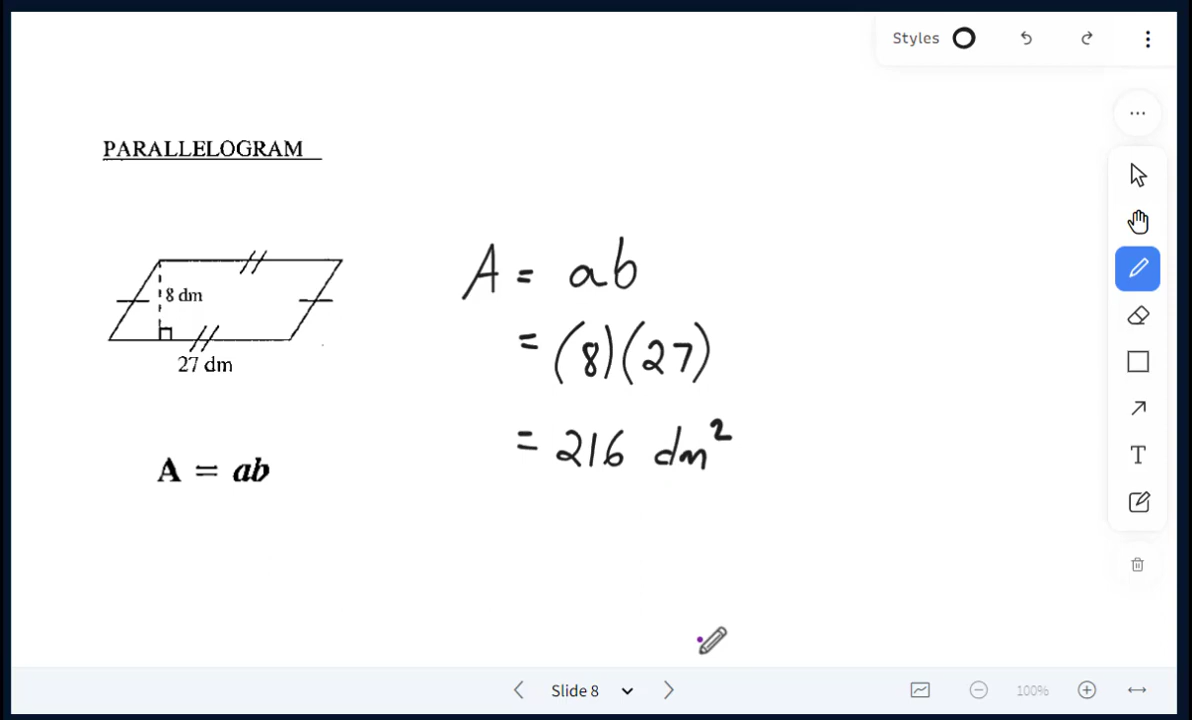 Styles
PARALLELOGRAM
8 dm
27 dm
A = ab
A = ab
= (8)(27)
= 216 dm²
T
Slide 8
100%